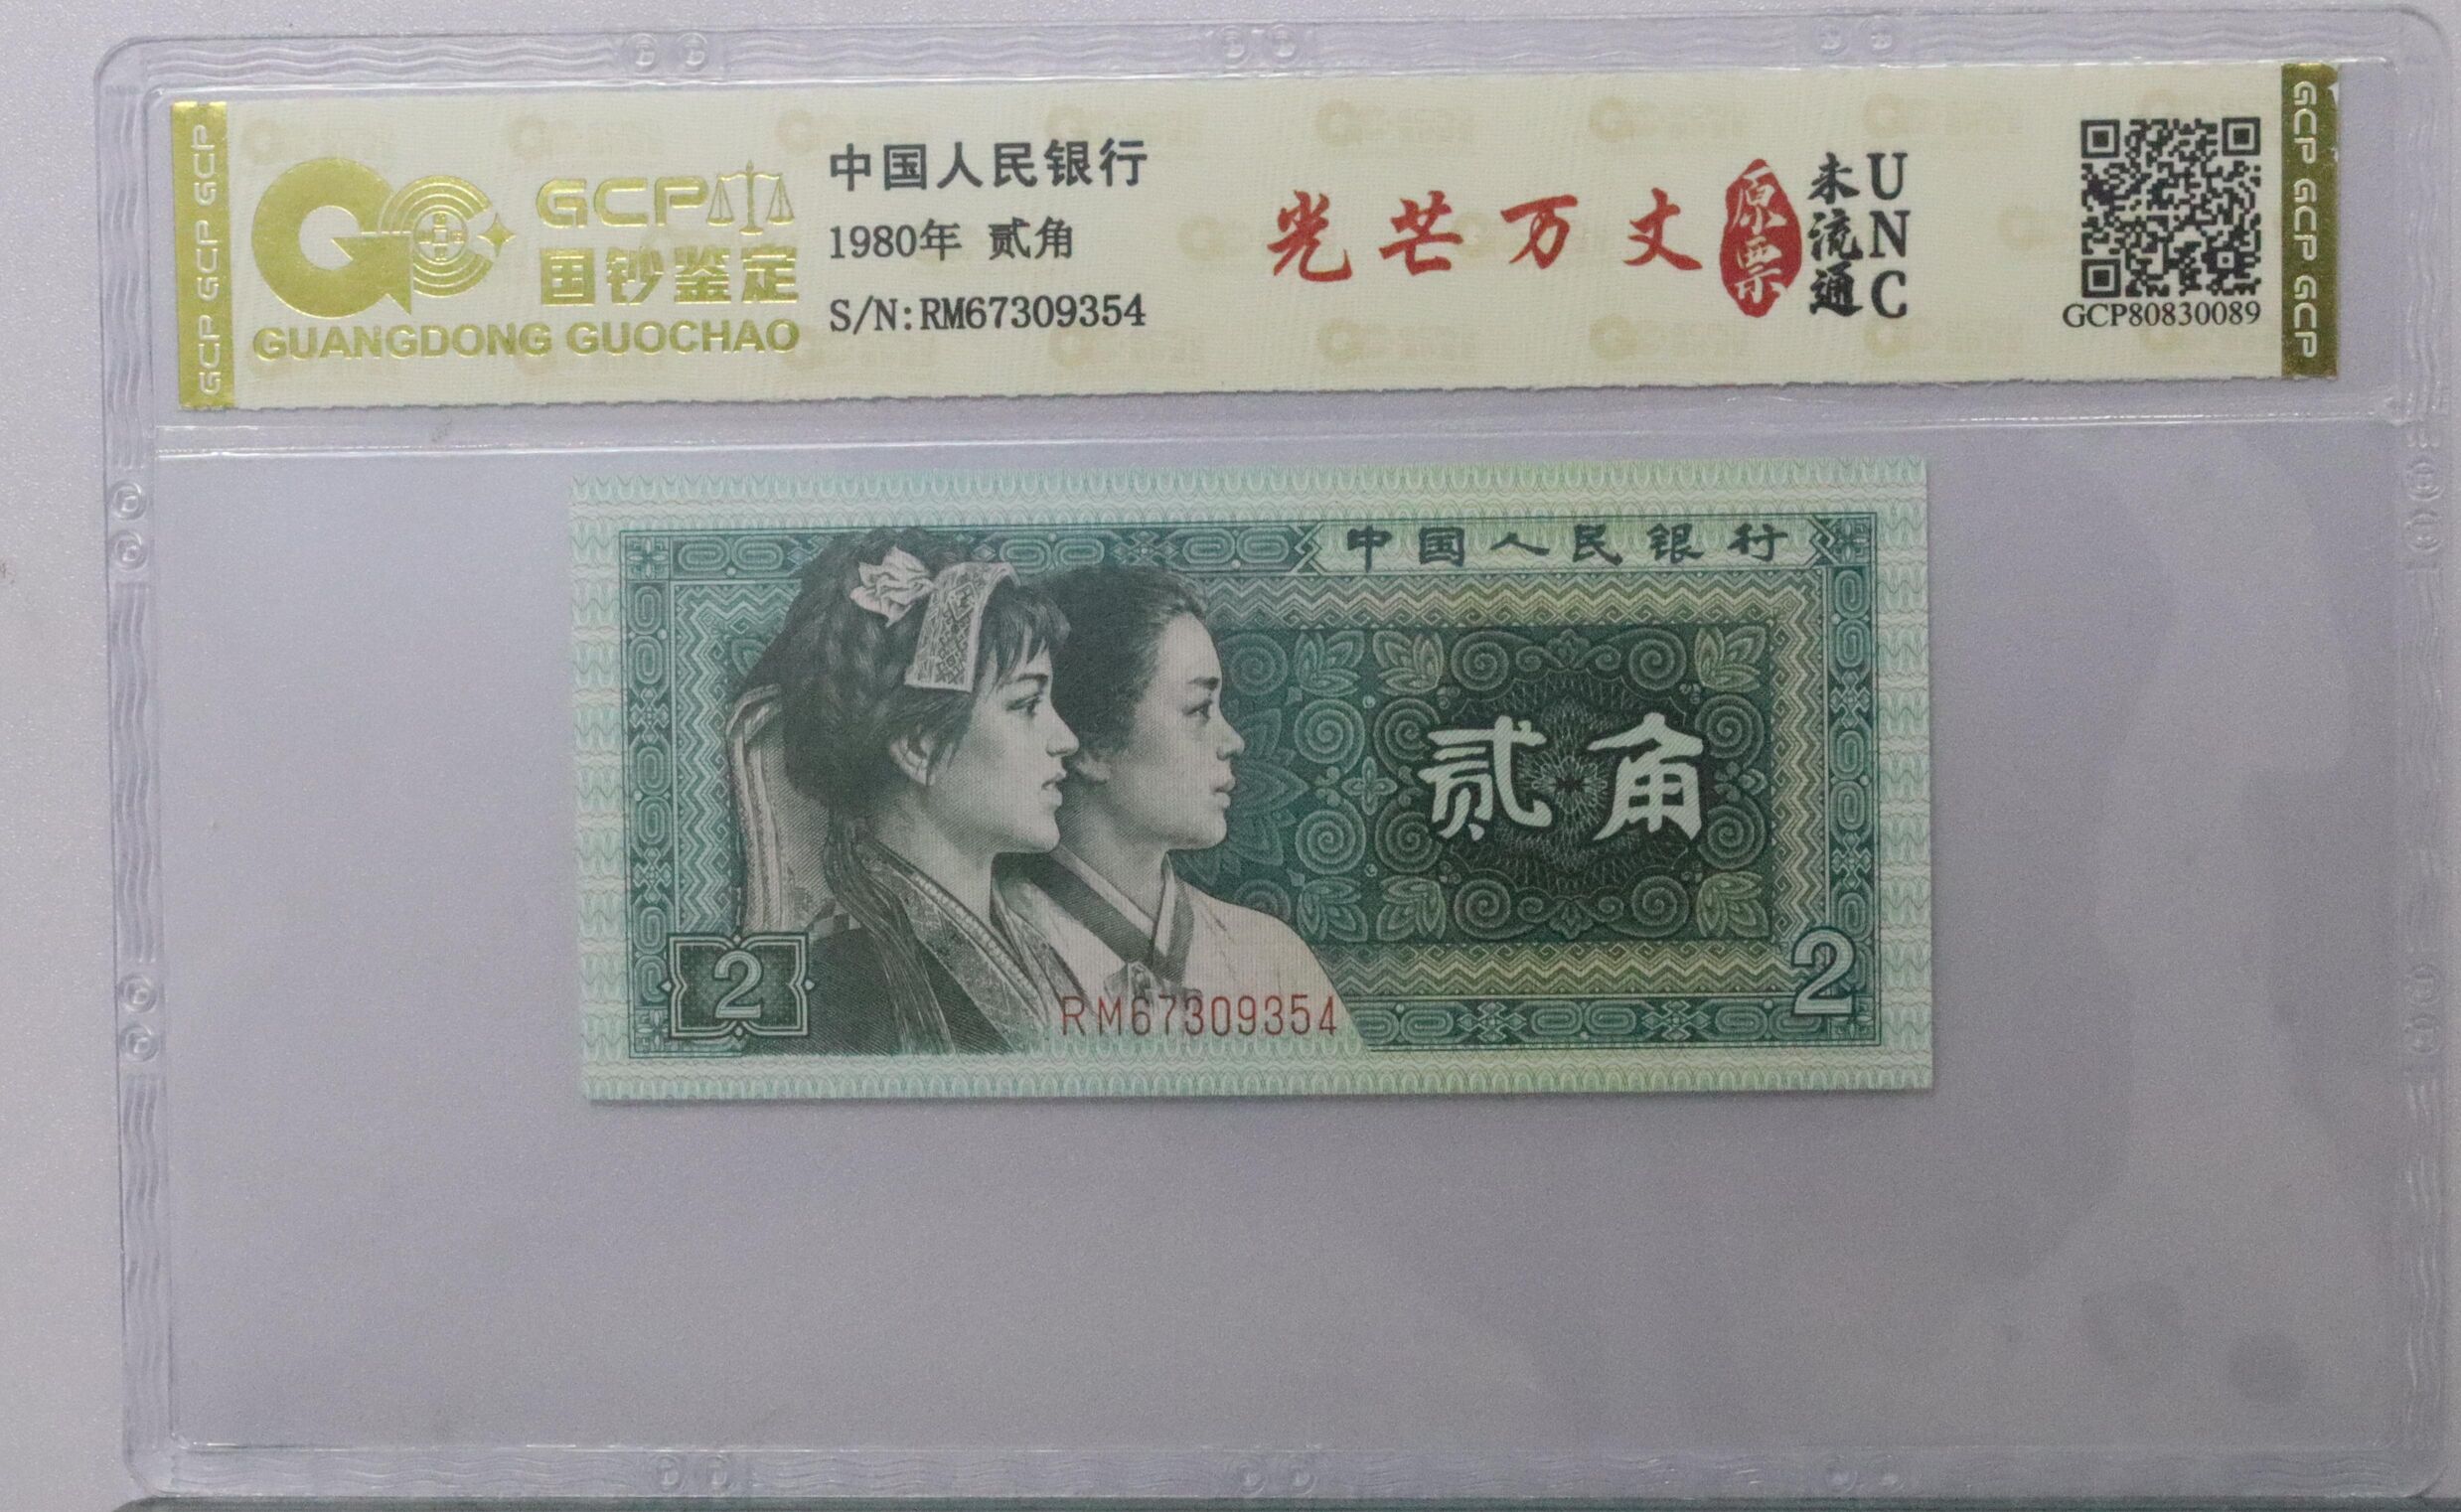 GCP GCP GCP
GCP
国钞鉴定
GUANGDONG GUOCHAO
中国人民银行
1980年 贰角
S/N:RM67309354
光芒万丈
原票
未流通
UNC
GCP80830089
GCP GCP GCP
中国人民银行
贰角
2
2
RM67309354